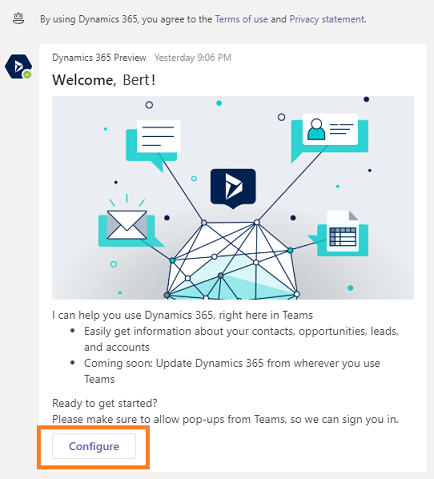 By using Dynamics 365, you agree to the Terms of use and Privacy statement.
Dynamics 365 Preview Yesterday 9:06 PM
Welcome, Bert!
I can help you use Dynamics 365, right here in Teams
• Easily get information about your contacts, opportunities, leads,
and accounts
• Coming soon: Update Dynamics 365 from wherever you use
Teams
Ready to get started?
Please make sure to allow pop-ups from Teams, so we can sign you in.
Configure